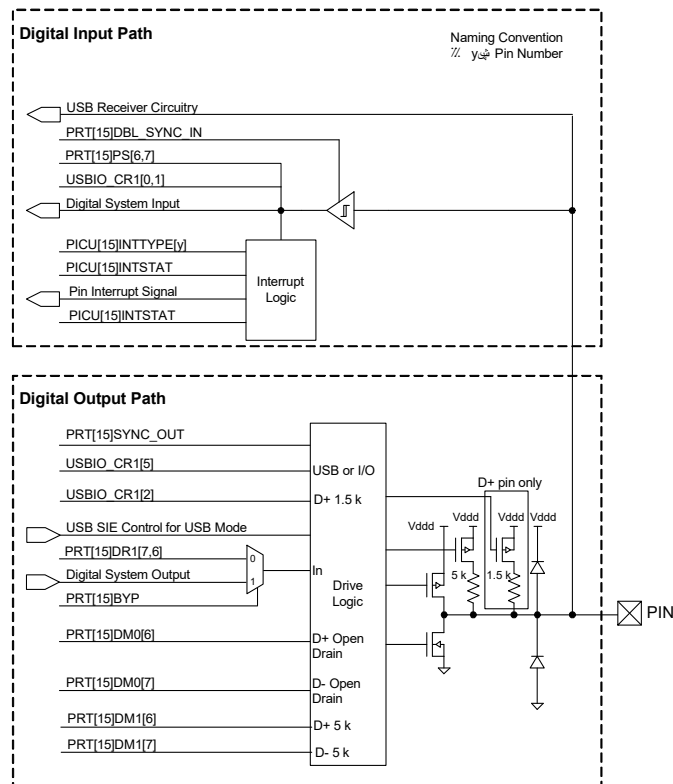 Digital Input Path
Naming Convention
Pin Number
USB Receiver Circuitry
PRT[15]DBL_SYNC_IN
PRT[15]PS[6,7]
USBIO_CR1[0,1]
Digital System Input
PICU[15]INTTYPE[y]
PICU[15]INTSTAT
Pin Interrupt Signal
PICU[15]INTSTAT
Interrupt
Logic
Digital Output Path
PRT[15]SYNC_OUT
USBIO_CR1[5]
USB or I/O
D+ pin only
USBIO_CR1[2]
D+ 1.5 k
USB SIE Control for USB Mode
Vddd
Vddd
Vddd
Vddd
PRT[15]DR1[7,6]
0
In
Digital System Output
1
Drive
Logic
5 k
1.5 k
PRT[15]BYP
PIN
PRT[15]DM0[6]
D+ Open
Drain
PRT[15]DM0[7]
D- Open
Drain
PRT[15]DM1[6]
D+ 5 k
PRT[15]DM1[7]
D- 5 k